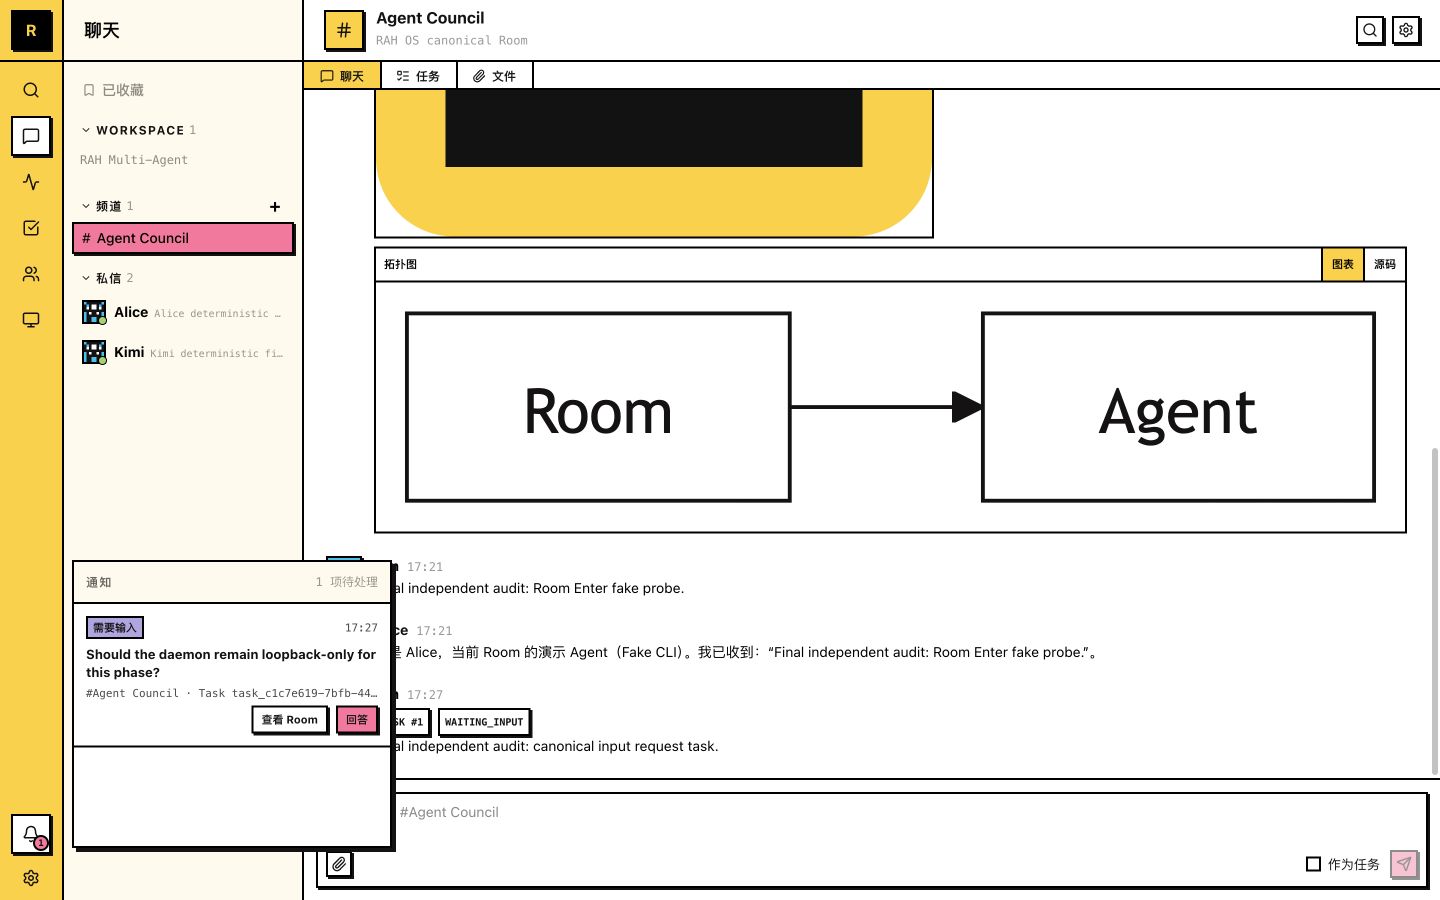 R
聊天
#
Agent Council
RAH OS canonical Room
聊天
任务
文件
已收藏
WORKSPACE 1
RAH Multi-Agent
频道 1
+
# Agent Council
私信 2
Alice Alice deterministic …
Kimi Kimi deterministic fi…
拓扑图
图表
源码
Room
Agent
17:21
al independent audit: Room Enter fake probe.
ce 17:21
是 Alice，当前 Room 的演示 Agent（Fake CLI）。我已收到：“Final independent audit: Room Enter fake probe.”。
17:27
SK #1
WAITING_INPUT
al independent audit: canonical input request task.
通知
1 项待处理
需要输入
17:27
Should the daemon remain loopback-only for
this phase?
#Agent Council · Task task_c1c7e619-7bfb-44…
查看 Room
回答
1
#Agent Council
作为任务